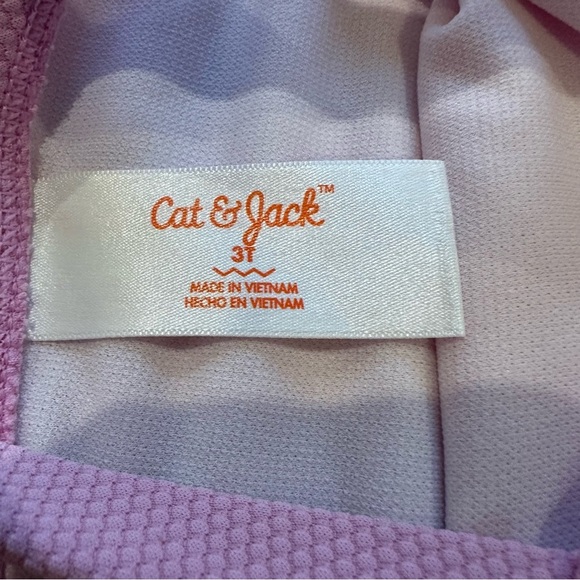 Cat & Jack™
3T
MADE IN VIETNAM
HECHO EN VIETNAM